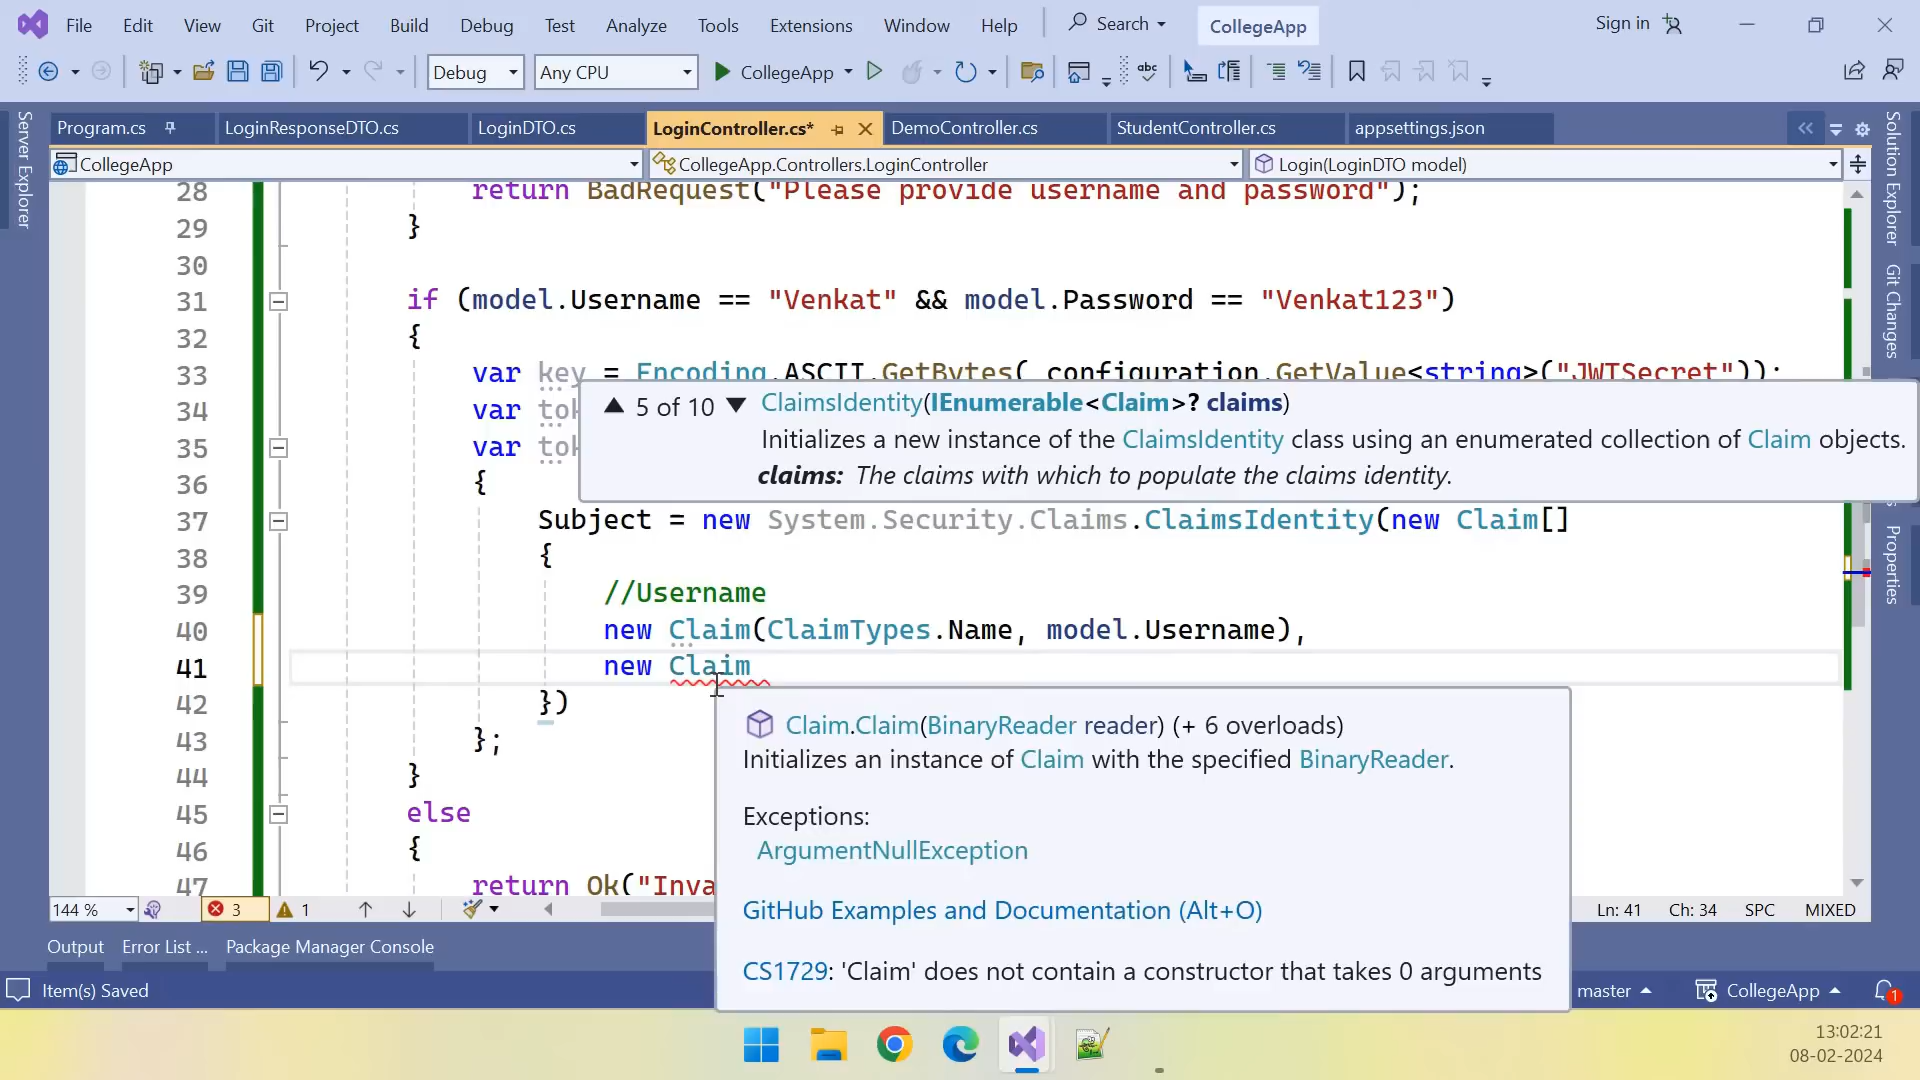 File Edit View Git Project Build Debug Test Analyze Tools Extensions Window Help Search CollegeApp Sign in
Debug Any CPU CollegeApp
Program.cs LoginResponseDTO.cs LoginDTO.cs LoginController.cs* DemoController.cs StudentController.cs appsettings.json
CollegeApp CollegeApp.Controllers.LoginController Login(LoginDTO model)
Server Explorer
Solution Explorer
Git Changes
Properties
28 return BadRequest("Please provide username and password");
29 }
30
31 if (model.Username == "Venkat" && model.Password == "Venkat123")
32 {
33 var key = Encoding.ASCII.GetBytes(_configuration.GetValue<string>("JWTSecret"));
34 var tok
35 var tok
36 {
5 of 10 ClaimsIdentity(IEnumerable<Claim>? claims)
Initializes a new instance of the ClaimsIdentity class using an enumerated collection of Claim objects.
claims: The claims with which to populate the claims identity.
37 Subject = new System.Security.Claims.ClaimsIdentity(new Claim[]
38 {
39 //Username
40 new Claim(ClaimTypes.Name, model.Username),
41 new Claim
42 })
43 };
44 }
45 else
46 {
47 return Ok("Inva
Claim.Claim(BinaryReader reader) (+ 6 overloads)
Initializes an instance of Claim with the specified BinaryReader.
Exceptions:
ArgumentNullException
GitHub Examples and Documentation (Alt+O)
CS1729: 'Claim' does not contain a constructor that takes 0 arguments
144 % 3 1 Ln: 41 Ch: 34 SPC MIXED
Output Error List ... Package Manager Console
Item(s) Saved master CollegeApp 1
13:02:21
08-02-2024